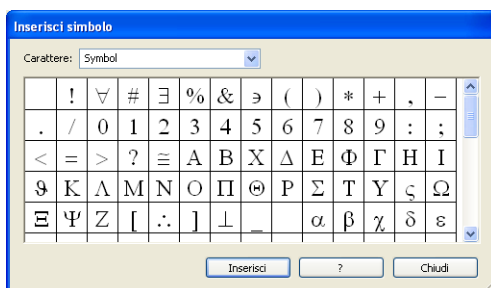 Inserisci simbolo
Carattere: Symbol
! ∀ # ∃ % & ∍ ( ) * + , −
. / 0 1 2 3 4 5 6 7 8 9 : ;
< = > ? ≅ Α Β Χ Δ Ε Φ Γ Η Ι
ϑ Κ Λ Μ Ν Ο Π Θ Ρ Σ Τ Υ ς Ω
Ξ Ψ Ζ [ ∴ ] ⊥ _ α β χ δ ε
Inserisci ? Chiudi